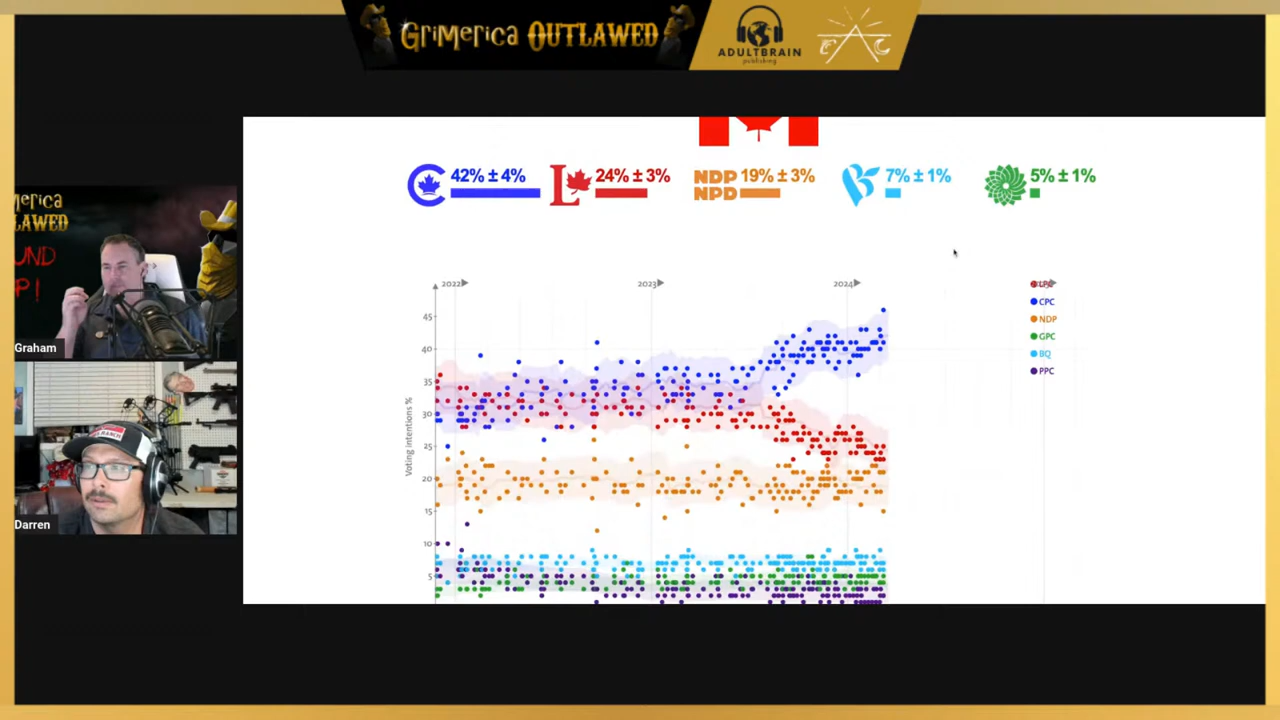 Grimerica OUTLAWED
ADULTBRAIN
publishing
42% ± 4%
24% ± 3%
NDP 19% ± 3%
NPD
7% ± 1%
5% ± 1%
2022
2023
2024
45
40
35
30
25
20
15
10
5
Voting intentions %
CPC
NDP
GPC
BQ
PPC
merica
LAWED
UND
P!
Graham
Darren